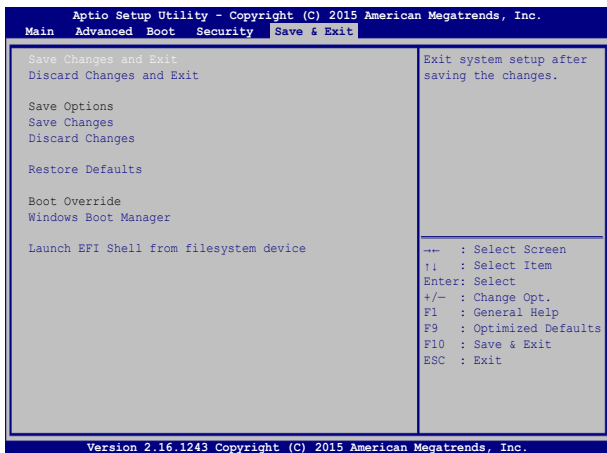 Aptio Setup Utility - Copyright (C) 2015 American Megatrends, Inc.
Main Advanced Boot Security Save & Exit
Save Changes and Exit
Discard Changes and Exit
Save Options
Save Changes
Discard Changes
Restore Defaults
Boot Override
Windows Boot Manager
Launch EFI Shell from filesystem device
Exit system setup after
saving the changes.
→← : Select Screen
↑↓ : Select Item
Enter: Select
+/— : Change Opt.
F1 : General Help
F9 : Optimized Defaults
F10 : Save & Exit
ESC : Exit
Version 2.16.1243 Copyright (C) 2015 American Megatrends, Inc.